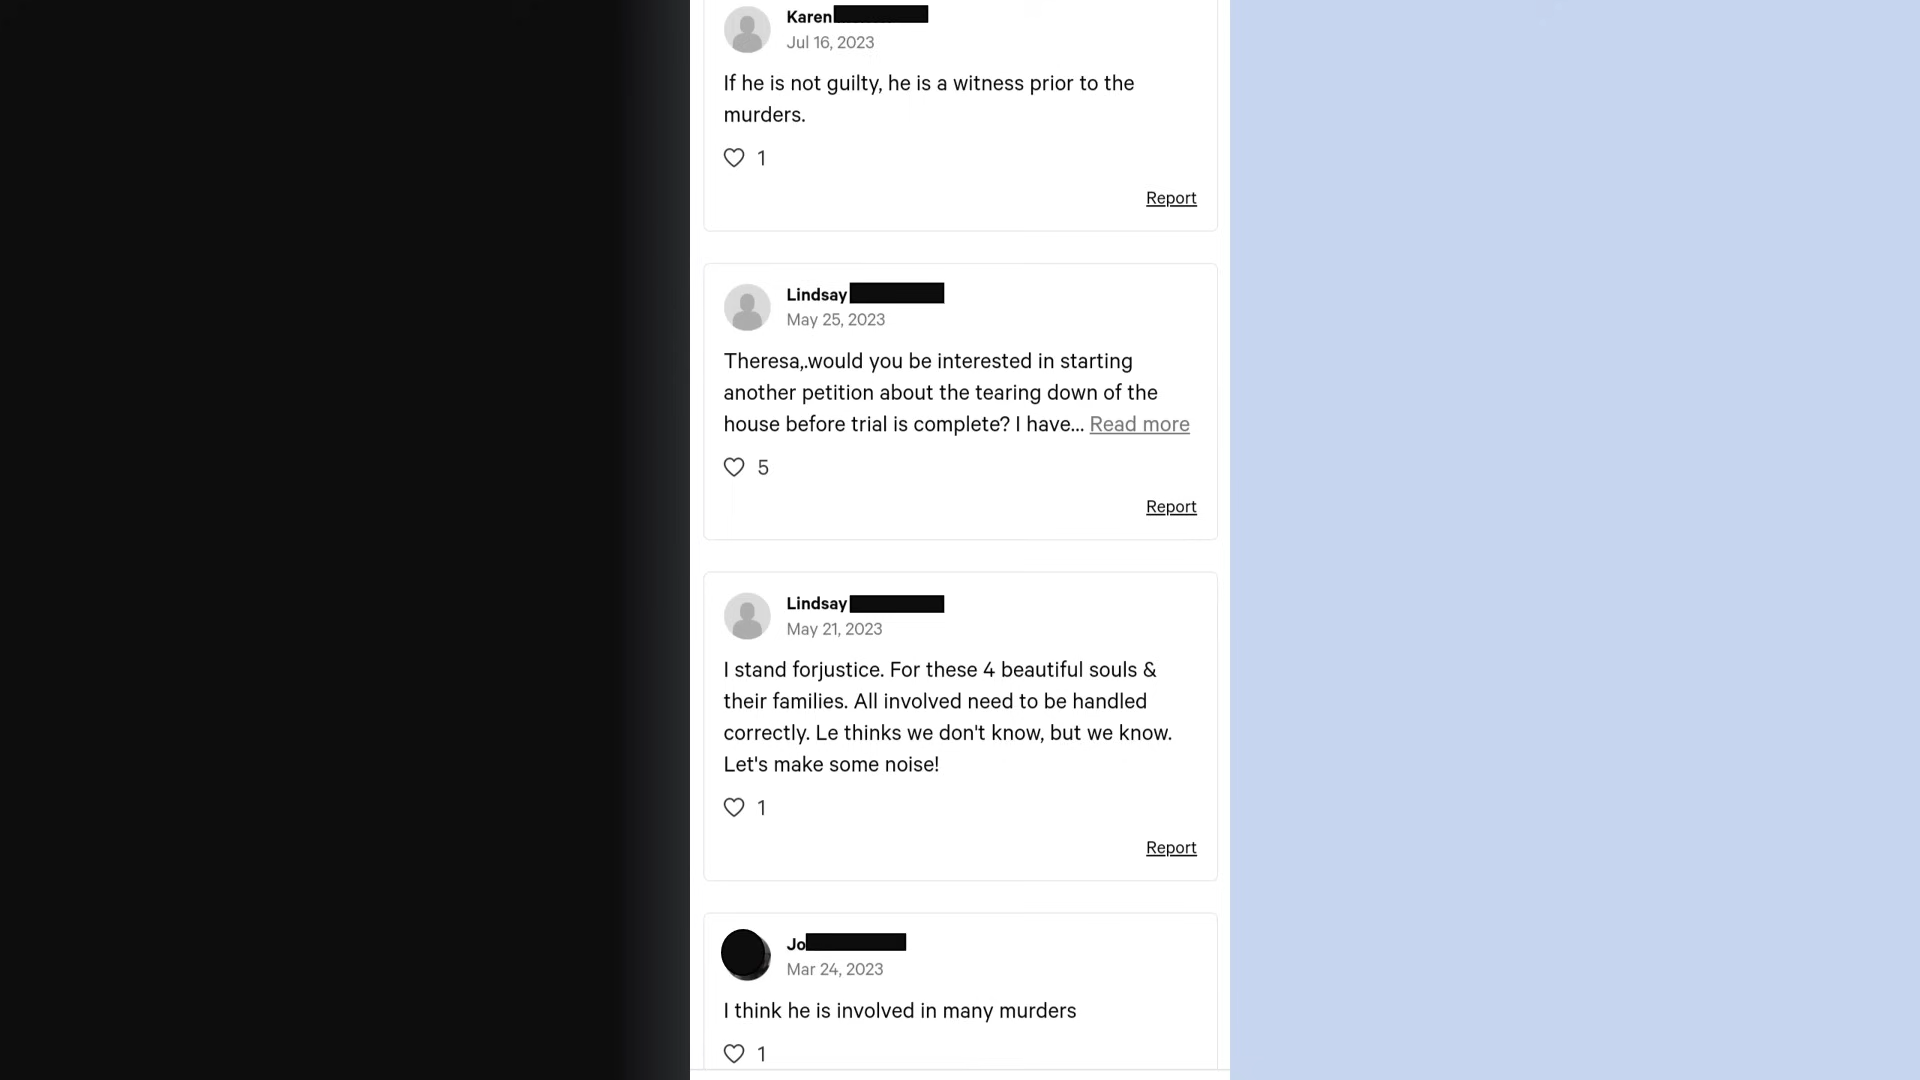 Karen
Jul 16, 2023
If he is not guilty, he is a witness prior to the
murders.
1
Report
Lindsay
May 25, 2023
Theresa,.would you be interested in starting
another petition about the tearing down of the
house before trial is complete? I have... Read more
5
Report
Lindsay
May 21, 2023
I stand forjustice. For these 4 beautiful souls &
their families. All involved need to be handled
correctly. Le thinks we don't know, but we know.
Let's make some noise!
1
Report
Jo
Mar 24, 2023
I think he is involved in many murders
1